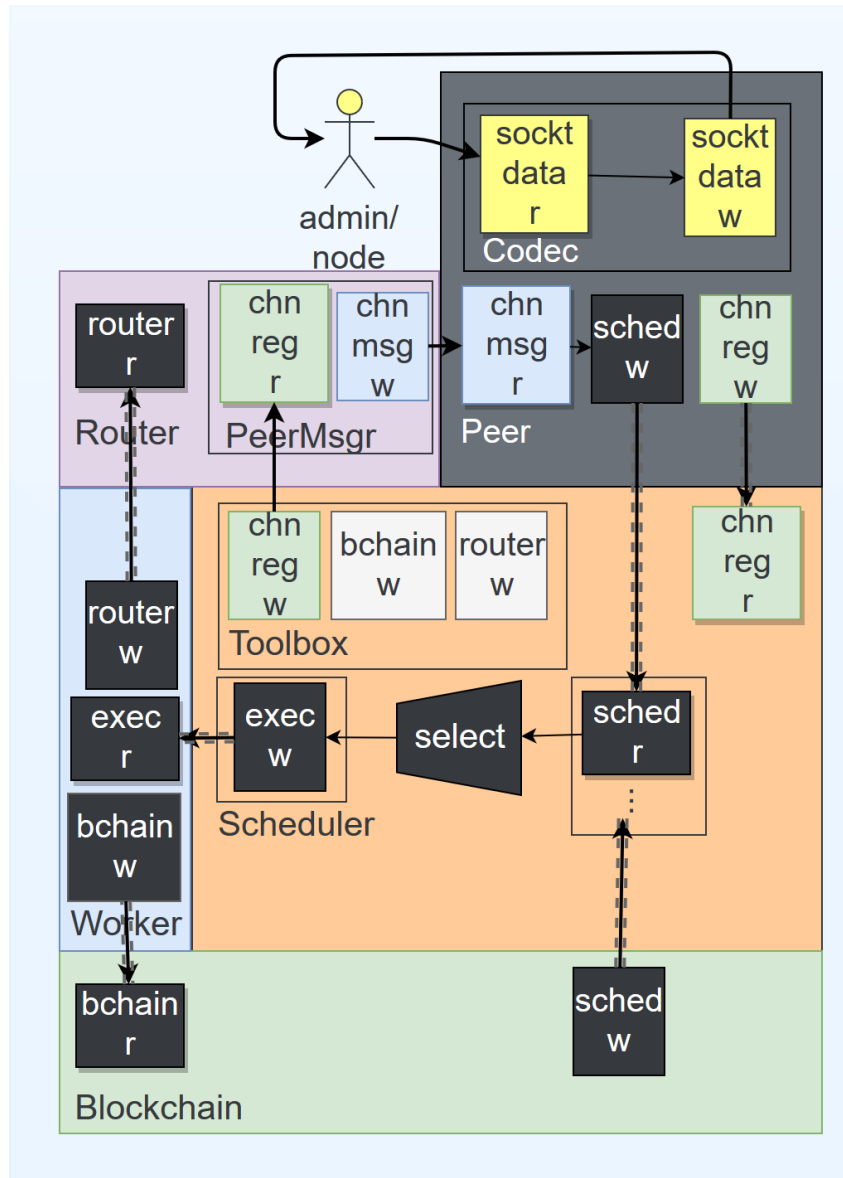 admin/
node
sockt
data
r
sockt
data
w
Codec
router
r
Router
chn
reg
r
chn
msg
w
PeerMsgr
chn
msg
r
sched
w
chn
reg
w
Peer
chn
reg
w
bchain
w
router
w
Toolbox
chn
reg
r
router
w
exec
r
bchain
w
Worker
exec
w
Scheduler
select
sched
r
...
bchain
r
sched
w
Blockchain